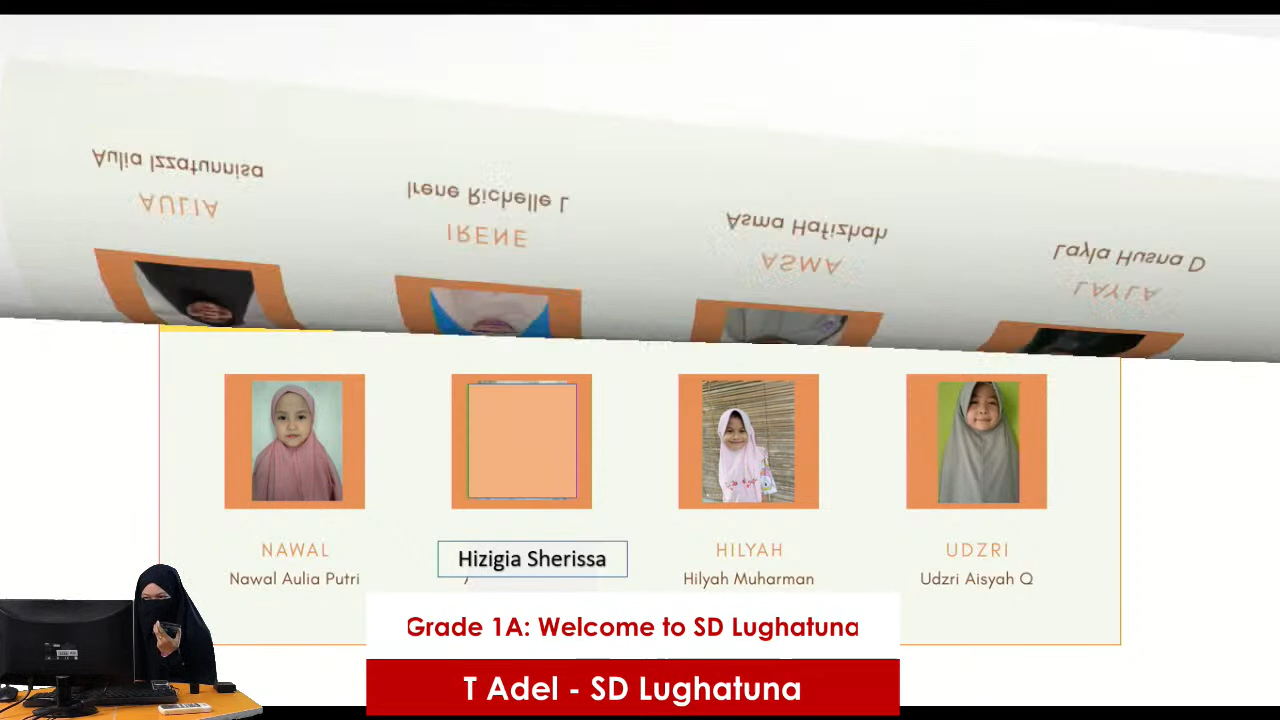 Aulia Izzatunnisa
AULIA
Irene Richelle L
IRENE
Asma Hafizhah
ASMA
Layla Husna D
LAYLA
NAWAL
Nawal Aulia Putri
Hizigia Sherissa
HILYAH
Hilyah Muharman
UDZRI
Udzri Aisyah Q
Grade 1A: Welcome to SD Lughatuna
T Adel - SD Lughatuna